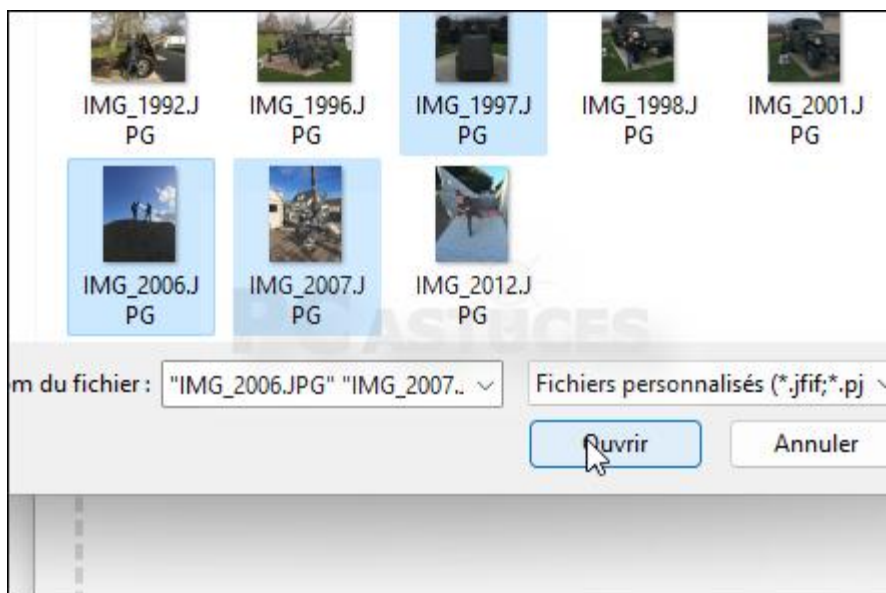 IMG_1992.J IMG_1996.J IMG_1997.J IMG_1998.J IMG_2001.J
PG PG PG PG PG
IMG_2006.J IMG_2007.J IMG_2012.J
PG PG PG
PC ASTUCES
m du fichier : "IMG_2006.JPG" "IMG_2007.. Fichiers personnalisés (*.jfif;*.pj
Ouvrir Annuler